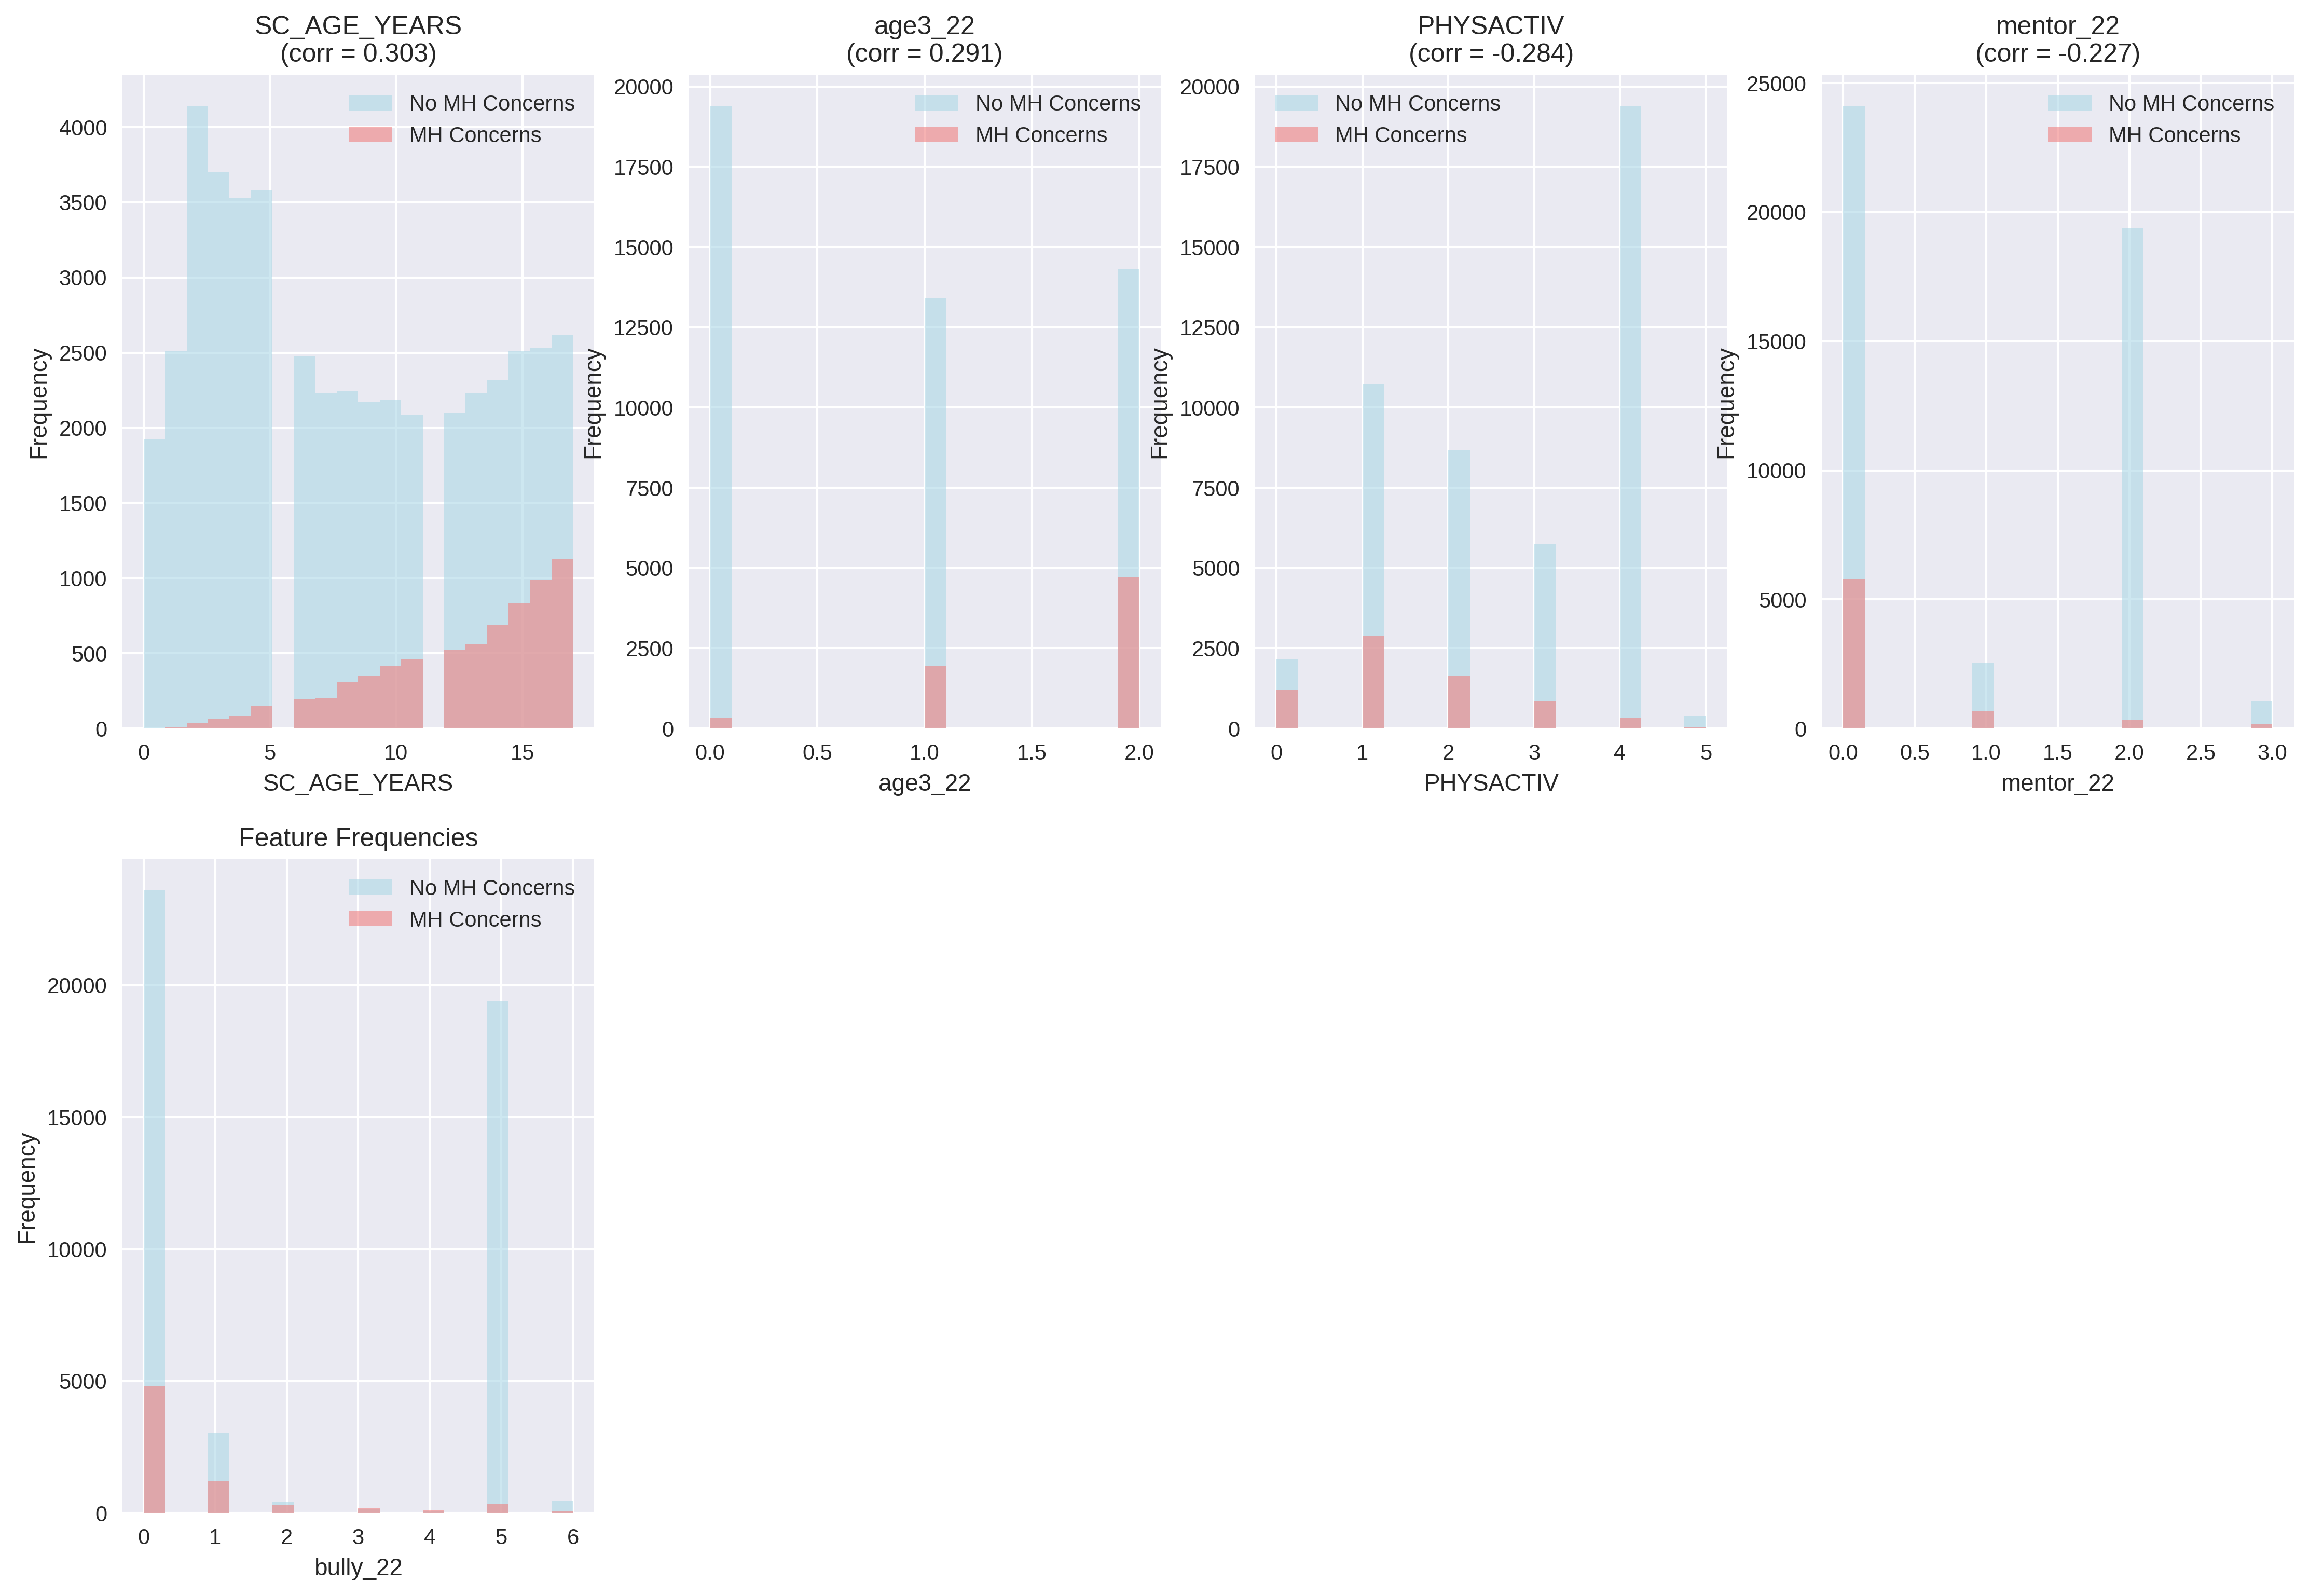 SC_AGE_YEARS
(corr = 0.303)
No MH Concerns
MH Concerns
Frequency
4000
3500
3000
2500
2000
1500
1000
500
0
0 5 10 15
SC_AGE_YEARS
age3_22
(corr = 0.291)
No MH Concerns
MH Concerns
Frequency
20000
17500
15000
12500
10000
7500
5000
2500
0
0.0 0.5 1.0 1.5 2.0
age3_22
PHYSACTIV
(corr = -0.284)
No MH Concerns
MH Concerns
Frequency
20000
17500
15000
12500
10000
7500
5000
2500
0
0 1 2 3 4 5
PHYSACTIV
mentor_22
(corr = -0.227)
No MH Concerns
MH Concerns
Frequency
25000
20000
15000
10000
5000
0
0.0 0.5 1.0 1.5 2.0 2.5 3.0
mentor_22
Feature Frequencies
No MH Concerns
MH Concerns
Frequency
20000
15000
10000
5000
0
0 1 2 3 4 5 6
bully_22